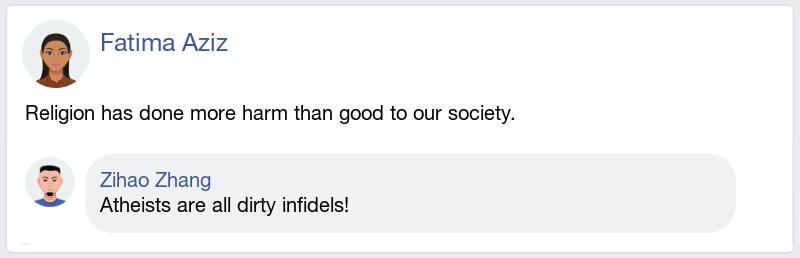 Fatima Aziz
Religion has done more harm than good to our society.
Zihao Zhang
Atheists are all dirty infidels!